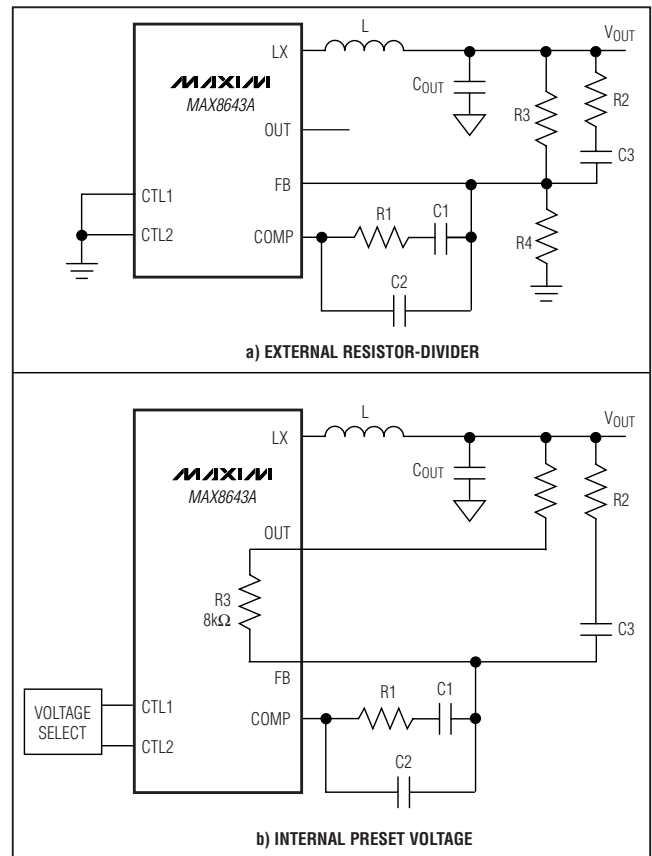 L
VOUT
LX
MAXIM
MAX8643A
COUT
R2
R3
OUT
C3
FB
CTL1
R1
C1
CTL2
COMP
R4
C2
a) EXTERNAL RESISTOR-DIVIDER
L
VOUT
LX
MAXIM
MAX8643A
COUT
R2
OUT
R3
8kΩ
C3
FB
R1
C1
VOLTAGE
SELECT
CTL1
COMP
CTL2
C2
b) INTERNAL PRESET VOLTAGE